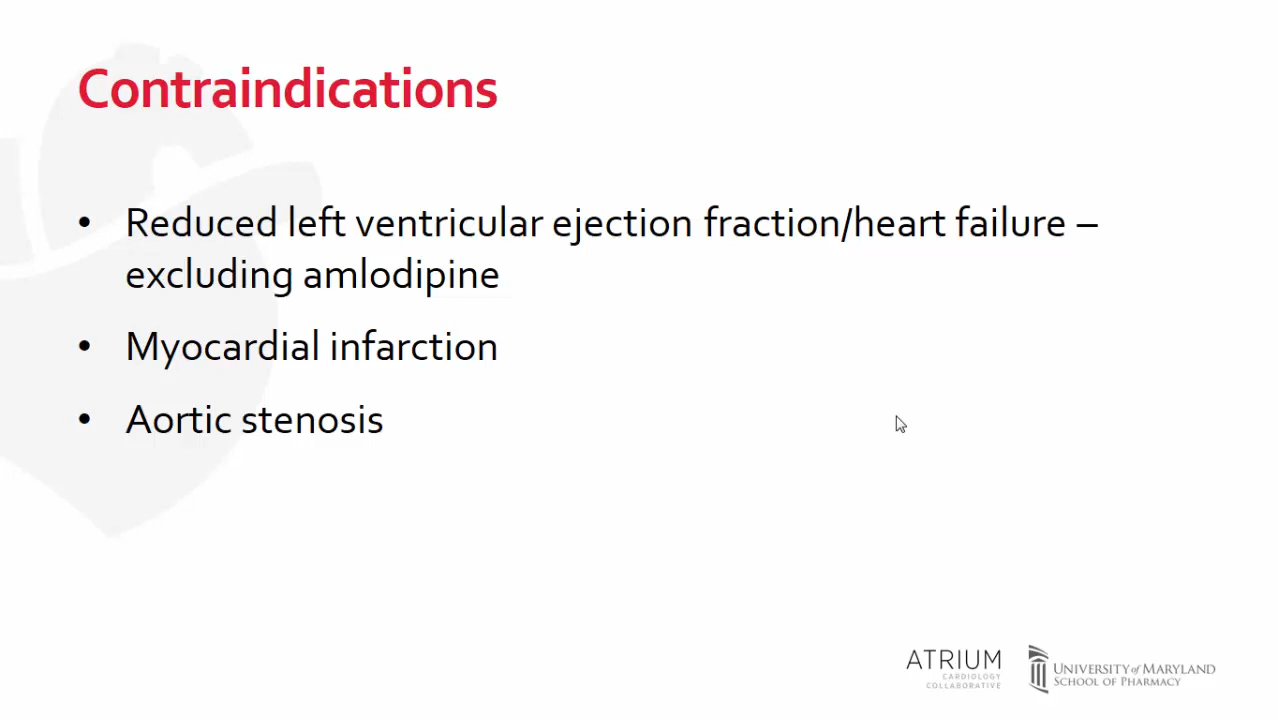 Contraindications
• Reduced left ventricular ejection fraction/heart failure –
excluding amlodipine
• Myocardial infarction
• Aortic stenosis
ATRIUM
CARDIOLOGY
COLLABORATIVE
UNIVERSITY of MARYLAND
SCHOOL OF PHARMACY